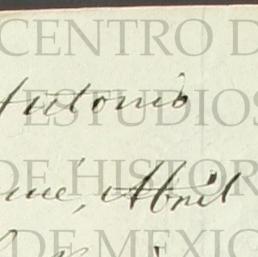 CENTRO D
Antonio
ESTUDIOS
DE HISTOR
, Abril
DE MEXIC